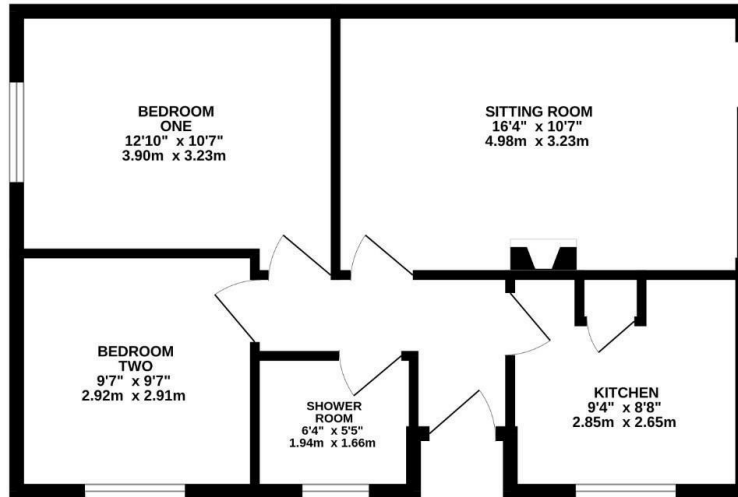 BEDROOM
ONE
12'10" x 10'7"
3.90m x 3.23m
SITTING ROOM
16'4" x 10'7"
4.98m x 3.23m
BEDROOM
TWO
9'7" x 9'7"
2.92m x 2.91m
SHOWER
ROOM
6'4" x 5'5"
1.94m x 1.66m
KITCHEN
9'4" x 8'8"
2.85m x 2.65m